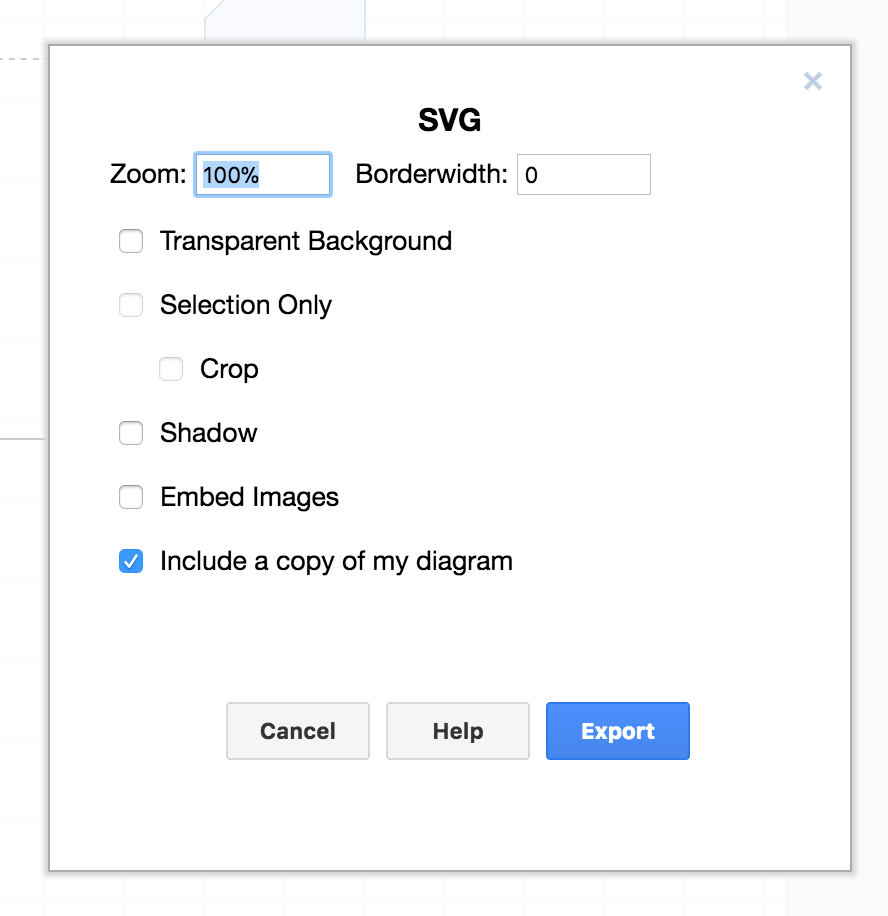 SVG
Zoom: 100% Borderwidth: 0
Transparent Background
Selection Only
Crop
Shadow
Embed Images
Include a copy of my diagram
Cancel Help Export